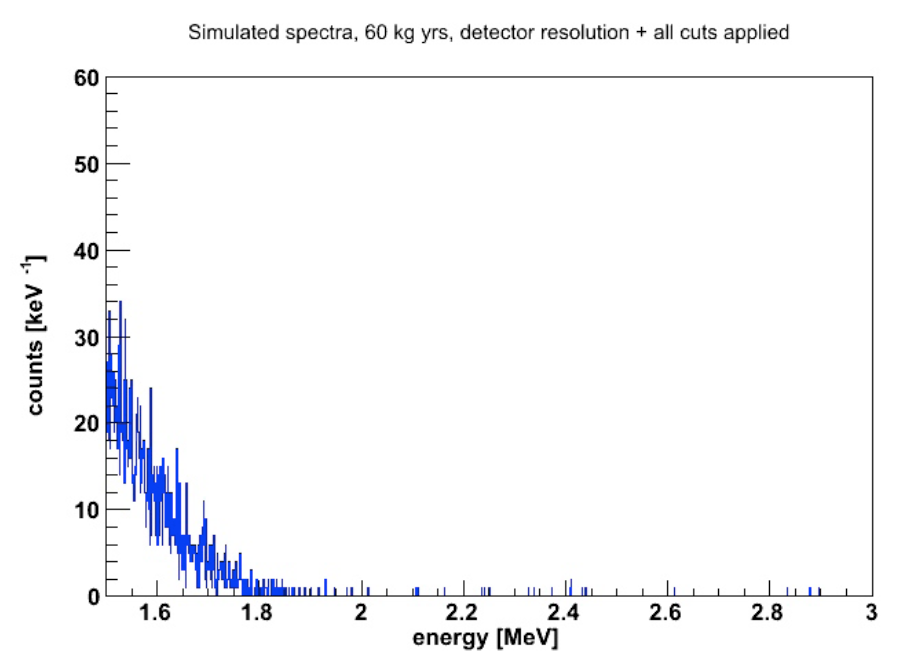 Simulated spectra, 60 kg yrs, detector resolution + all cuts applied
60
50
40
30
20
10
0
counts [keV -1]
1.6 1.8 2 2.2 2.4 2.6 2.8 3
energy [MeV]